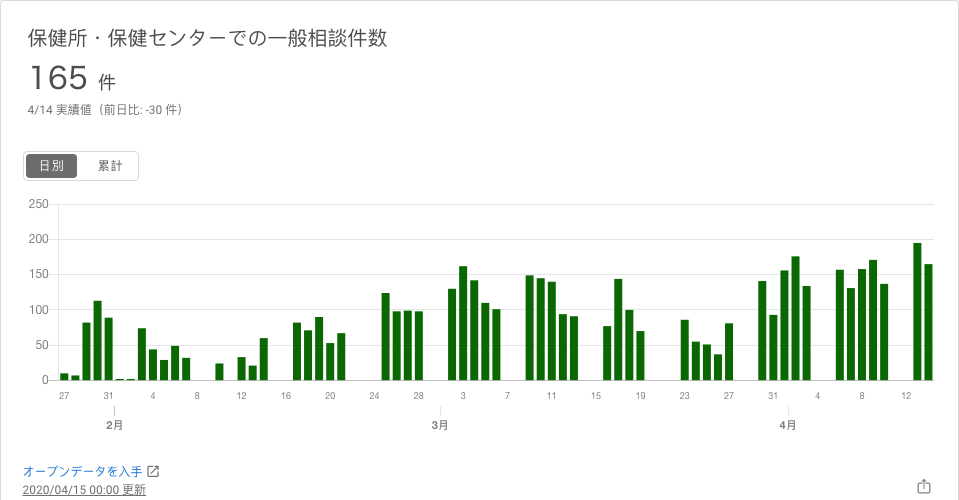 保健所・保健センターでの一般相談件数
165 件
4/14 実績値（前日比: -30 件）
日別 累計
250
200
150
100
50
0
27 31 4 8 12 16 20 24 28 3 7 11 15 19 23 27 31 4 8 12
2月 3月 4月
オープンデータを入手
2020/04/15 00:00 更新